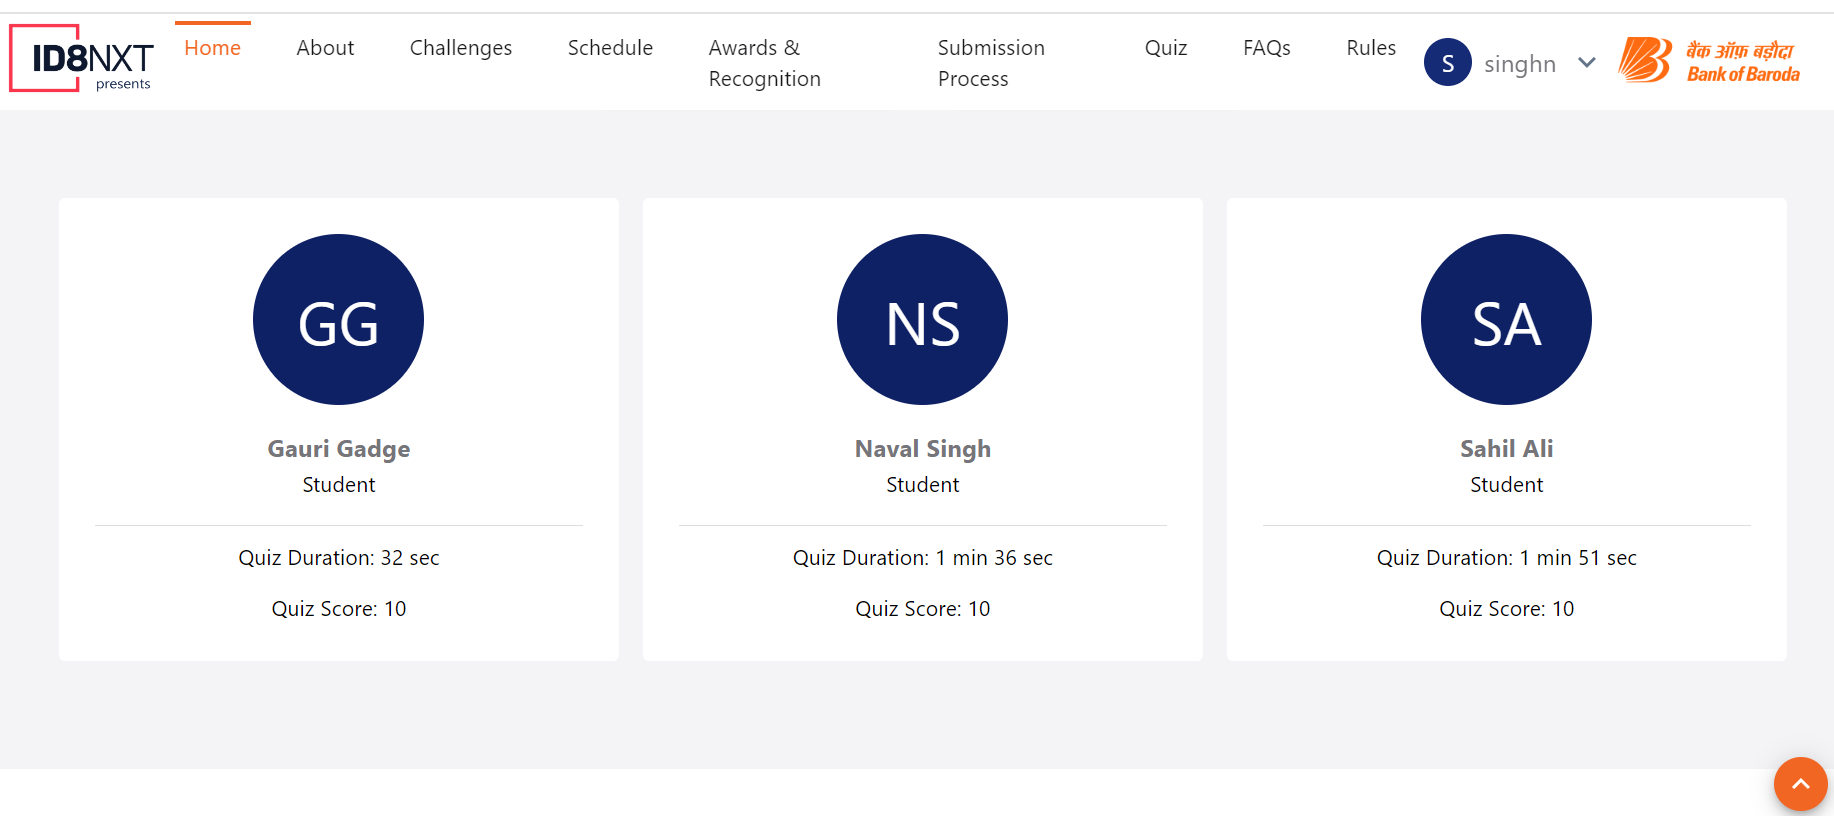 ID8NXT
presents
Home
About
Challenges
Schedule
Awards &
Recognition
Submission
Process
Quiz
FAQs
Rules
S
singhn
बैंक ऑफ़ बड़ौदा
Bank of Baroda
GG
Gauri Gadge
Student
Quiz Duration: 32 sec
Quiz Score: 10
NS
Naval Singh
Student
Quiz Duration: 1 min 36 sec
Quiz Score: 10
SA
Sahil Ali
Student
Quiz Duration: 1 min 51 sec
Quiz Score: 10